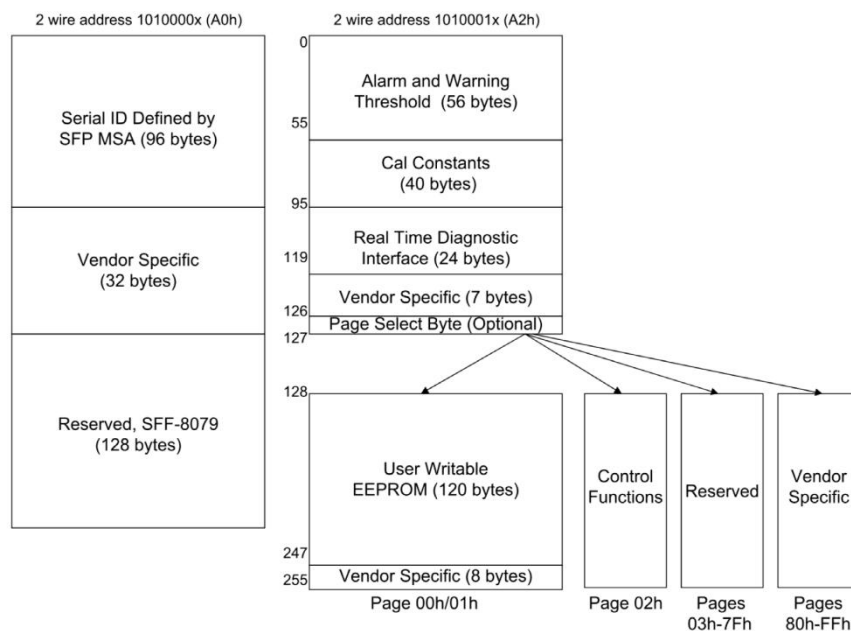 2 wire address 1010000x (A0h)
Serial ID Defined by
SFP MSA (96 bytes)
Vendor Specific
(32 bytes)
Reserved, SFF-8079
(128 bytes)
2 wire address 1010001x (A2h)
0
Alarm and Warning
Threshold (56 bytes)
55
Cal Constants
(40 bytes)
95
Real Time Diagnostic
Interface (24 bytes)
119
Vendor Specific (7 bytes)
126
Page Select Byte (Optional)
127
128
User Writable
EEPROM (120 bytes)
247
Vendor Specific (8 bytes)
255
Page 00h/01h
Control
Functions
Page 02h
Reserved
Pages
03h-7Fh
Vendor
Specific
Pages
80h-FFh